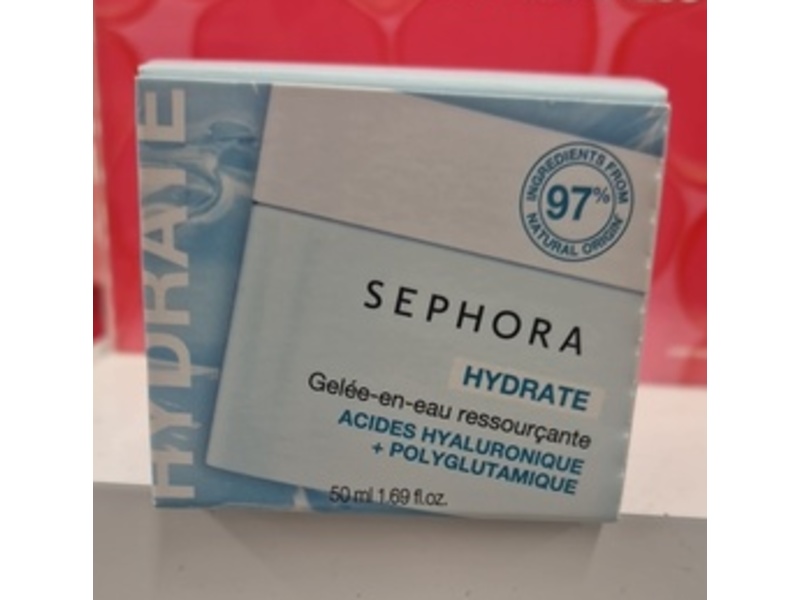 HYDRATE
INGREDIENTS FROM
97%
NATURAL ORIGIN
SEPHORA
HYDRATE
Gelée-en-eau ressourçante
ACIDES HYALURONIQUE
+ POLYGLUTAMIQUE
50 ml 1.69 fl.oz.